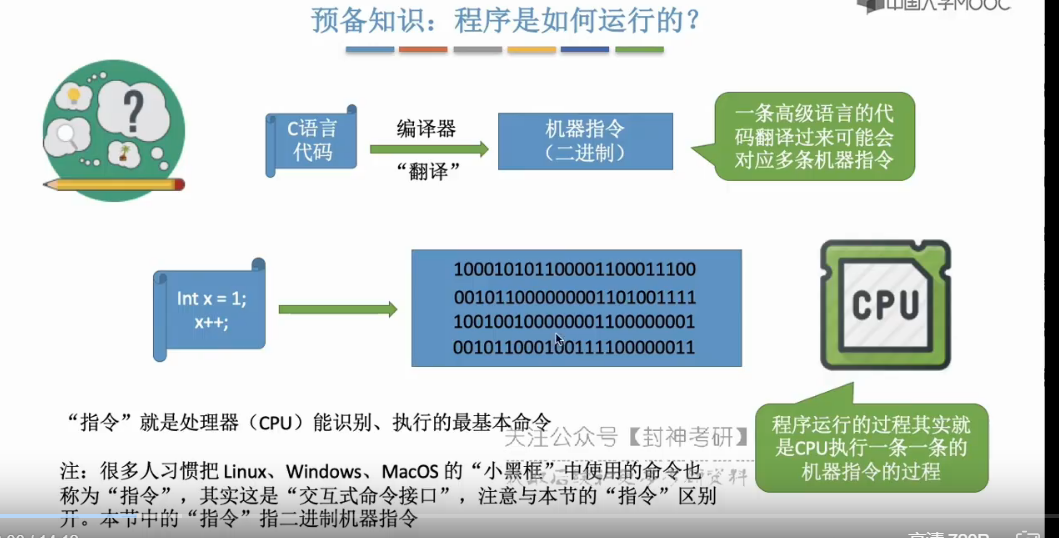 中国大学MOOC
预备知识：程序是如何运行的？
C语言
代码
编译器
“翻译”
机器指令
（二进制）
一条高级语言的代
码翻译过来可能会
对应多条机器指令
?
Int x = 1;
x++;
100010101100001100011100
001011000000001101001111
100100100000001100000001
001011000100111100000011
CPU
“指令”就是处理器（CPU）能识别、执行的最基本命令
关注公众号【封神考研】
程序运行的过程其实就
是CPU执行一条一条的
机器指令的过程
注：很多人习惯把 Linux、Windows、MacOS 的“小黑框”中使用的命令也
称为“指令”，其实这是“交互式命令接口”，注意与本节的“指令”区别
开。本节中的“指令”指二进制机器指令
高清 720P